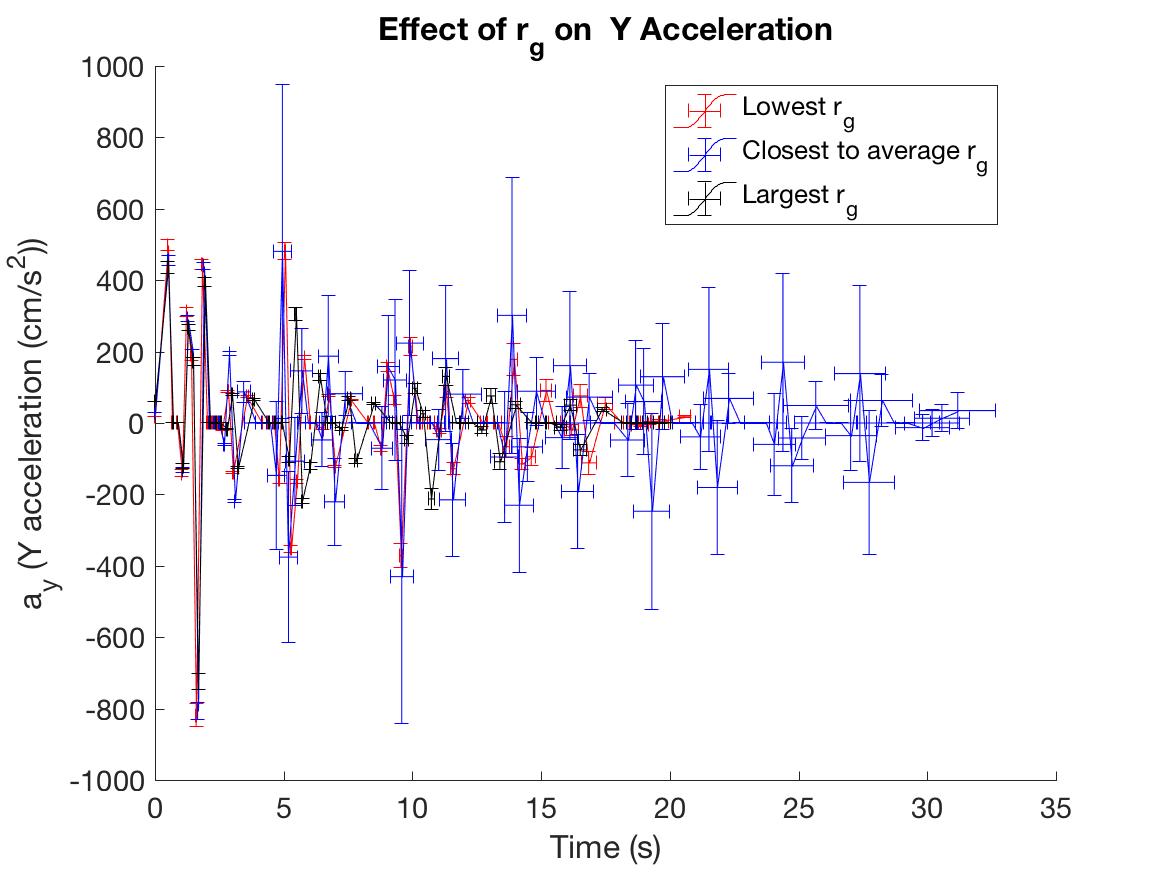 Effect of r_g on Y Acceleration
1000
800
600
400
200
0
-200
-400
-600
-800
-1000
a_y (Y acceleration (cm/s²))
Lowest r_g
Closest to average r_g
Largest r_g
0 5 10 15 20 25 30 35
Time (s)